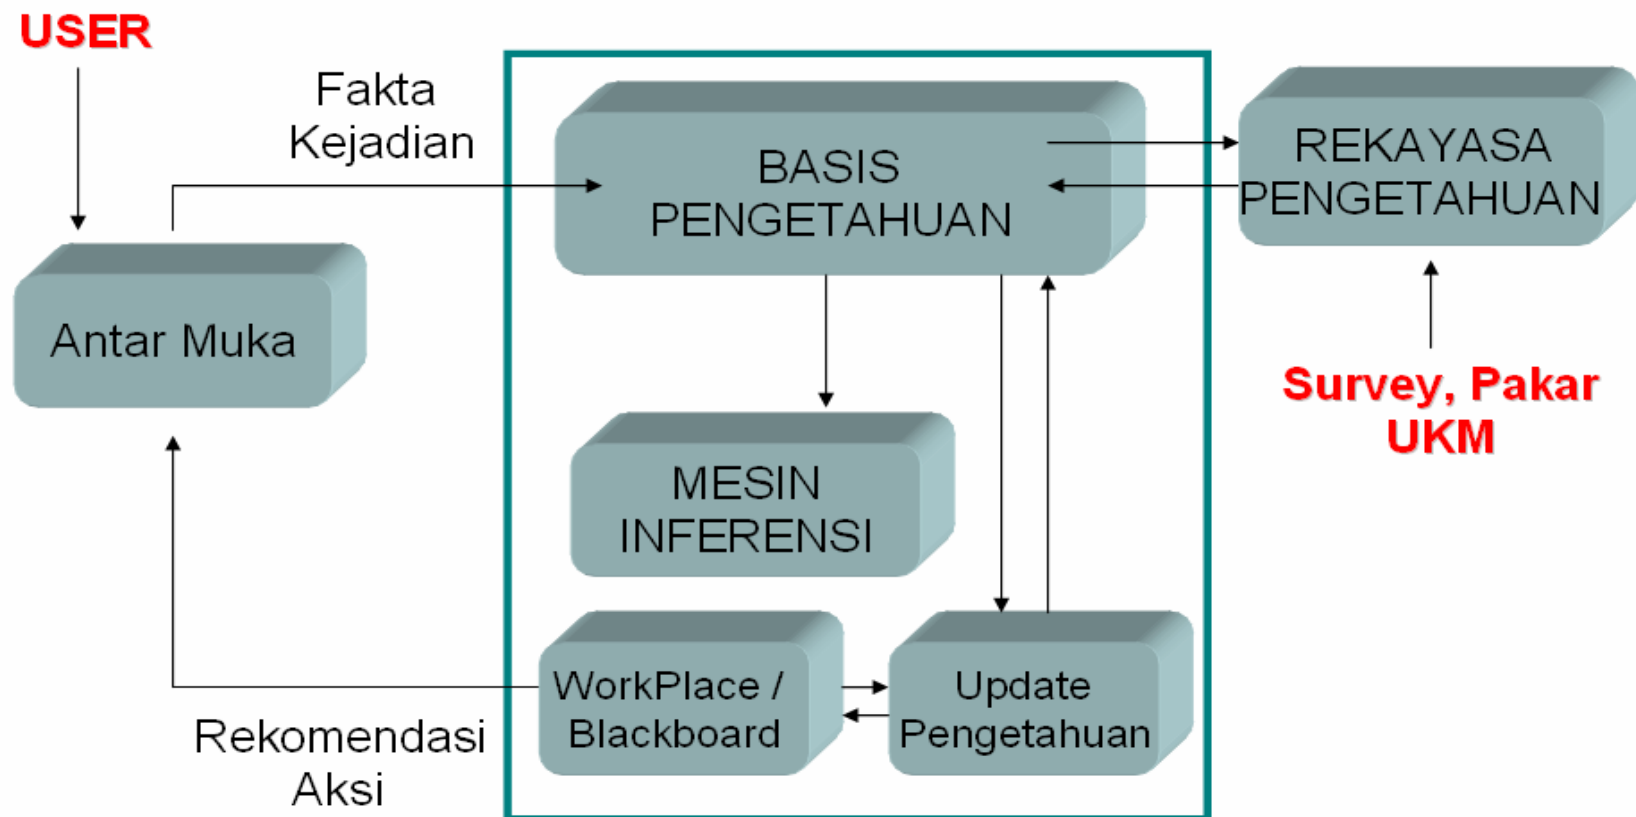 USER
Fakta
Kejadian
BASIS
PENGETAHUAN
REKAYASA
PENGETAHUAN
Antar Muka
Survey, Pakar
UKM
MESIN
INFERENSI
WorkPlace /
Blackboard
Update
Pengetahuan
Rekomendasi
Aksi